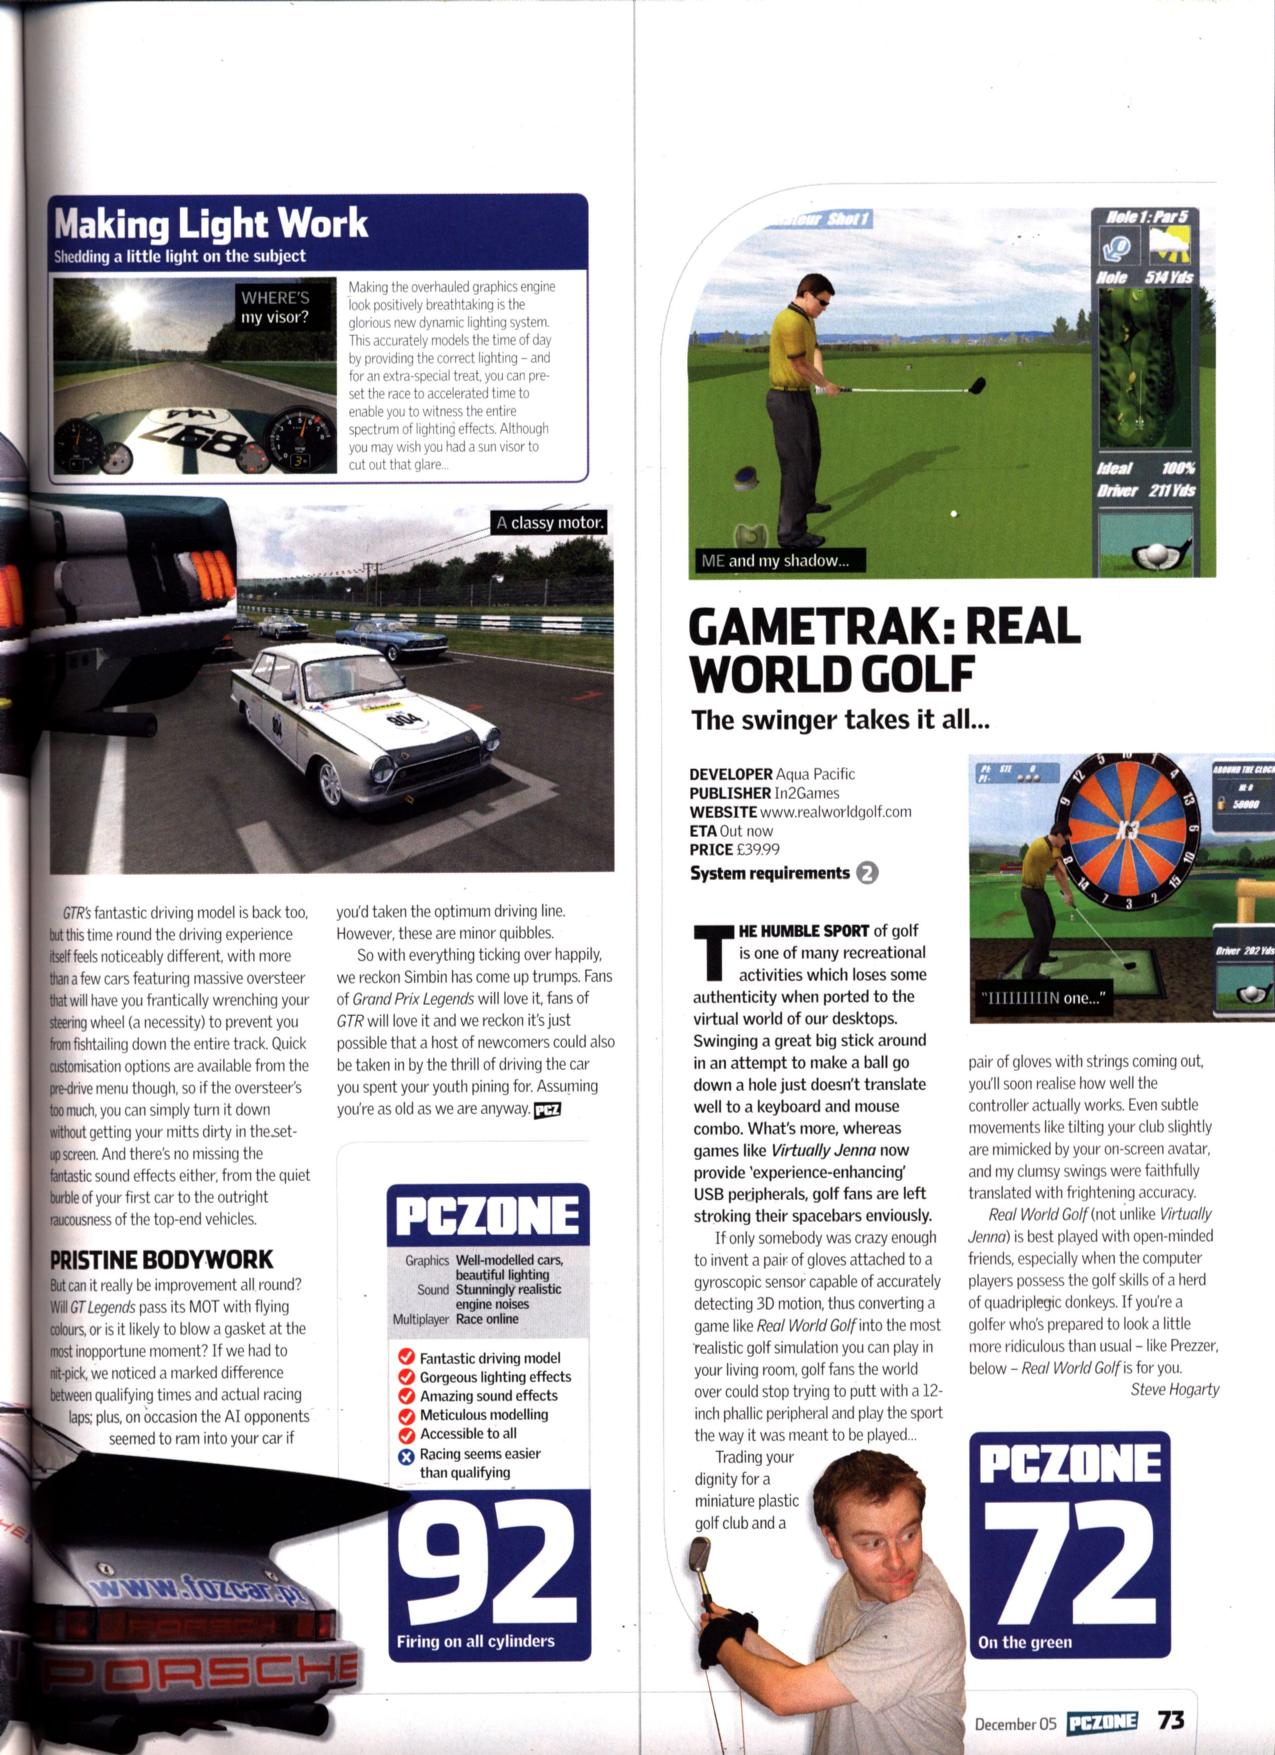 Making Light Work
Shedding a little light on the subject
WHERE'S
my visor?
Making the overhauled graphics engine
look positively breathtaking is the
glorious new dynamic lighting system.
This accurately models the time of day
by providing the correct lighting – and
for an extra-special treat, you can pre-
set the race to accelerated time to
enable you to witness the entire
spectrum of lighting effects. Although
you may wish you had a sun visor to
cut out that glare...
A classy motor.
904
904
GTR's fantastic driving model is back too,
but this time round the driving experience
itself feels noticeably different, with more
than a few cars featuring massive oversteer
that will have you frantically wrenching your
steering wheel (a necessity) to prevent you
from fishtailing down the entire track. Quick
customisation options are available from the
pre-drive menu though, so if the oversteer's
too much, you can simply turn it down
without getting your mitts dirty in the set-
up screen. And there's no missing the
fantastic sound effects either, from the quiet
burble of your first car to the outright
raucousness of the top-end vehicles.
PRISTINE BODYWORK
But can it really be improvement all round?
Will GT Legends pass its MOT with flying
colours, or is it likely to blow a gasket at the
most inopportune moment? If we had to
nit-pick, we noticed a marked difference
between qualifying times and actual racing
laps; plus, on occasion the AI opponents
seemed to ram into your car if
you'd taken the optimum driving line.
However, these are minor quibbles.
So with everything ticking over happily,
we reckon Simbin has come up trumps. Fans
of Grand Prix Legends will love it, fans of
GTR will love it and we reckon it's just
possible that a host of newcomers could also
be taken in by the thrill of driving the car
you spent your youth pining for. Assuming
you're as old as we are anyway. PCZ
PCZONE
Graphics Well-modelled cars,
beautiful lighting
Sound Stunningly realistic
engine noises
Multiplayer Race online
Fantastic driving model
Gorgeous lighting effects
Amazing sound effects
Meticulous modelling
Accessible to all
Racing seems easier
than qualifying
92
Firing on all cylinders
www.fozcar.pt
PORSCHE
PORSCHE
Shot 1
Hole 1: Par 5
0
Hole 514 Yds
Ideal 100%
Driver 211 Yds
ME and my shadow...
GAMETRAK: REAL
WORLD GOLF
The swinger takes it all...
DEVELOPER Aqua Pacific
PUBLISHER In2Games
WEBSITE www.realworldgolf.com
ETA Out now
PRICE £39.99
System requirements 2
THE HUMBLE SPORT of golf
is one of many recreational
activities which loses some
authenticity when ported to the
virtual world of our desktops.
Swinging a great big stick around
in an attempt to make a ball go
down a hole just doesn't translate
well to a keyboard and mouse
combo. What's more, whereas
games like Virtually Jenna now
provide 'experience-enhancing'
USB peripherals, golf fans are left
stroking their spacebars enviously.
If only somebody was crazy enough
to invent a pair of gloves attached to a
gyroscopic sensor capable of accurately
detecting 3D motion, thus converting a
game like Real World Golf into the most
realistic golf simulation you can play in
your living room, golf fans the world
over could stop trying to putt with a 12-
inch phallic peripheral and play the sport
the way it was meant to be played...
Trading your
dignity for a
miniature plastic
golf club and a
AROUND THE CLOCK
50000
X3
Driver 202 Yds
"IIIIIIIIIN one..."
pair of gloves with strings coming out,
you'll soon realise how well the
controller actually works. Even subtle
movements like tilting your club slightly
are mimicked by your on-screen avatar,
and my clumsy swings were faithfully
translated with frightening accuracy.
Real World Golf (not unlike Virtually
Jenna) is best played with open-minded
friends, especially when the computer
players possess the golf skills of a herd
of quadriplegic donkeys. If you're a
golfer who's prepared to look a little
more ridiculous than usual – like Prezzer,
below – Real World Golf is for you.
Steve Hogarty
PCZONE
72
On the green
December 05 PCZONE 73